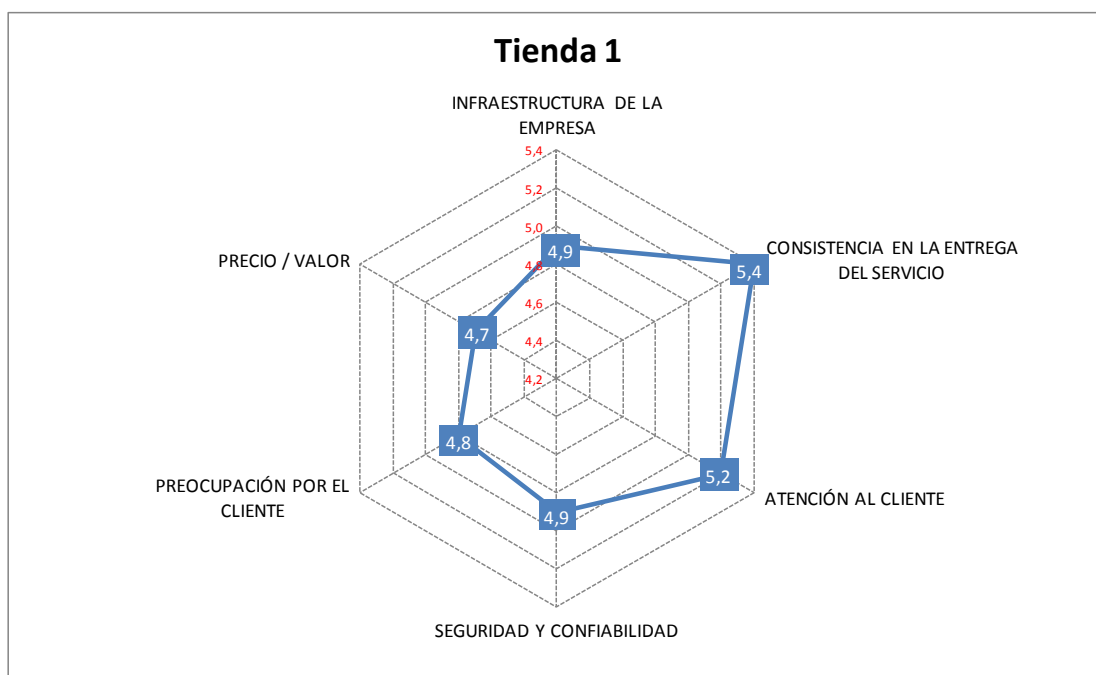 Tienda 1
INFRAESTRUCTURA DE LA
EMPRESA
5,4
5,2
5,0
4,8
4,6
4,4
4,2
4,9
CONSISTENCIA EN LA ENTREGA
DEL SERVICIO
5,4
PRECIO / VALOR
4,7
4,8
5,2
PREOCUPACIÓN POR EL
CLIENTE
ATENCIÓN AL CLIENTE
4,9
SEGURIDAD Y CONFIABILIDAD